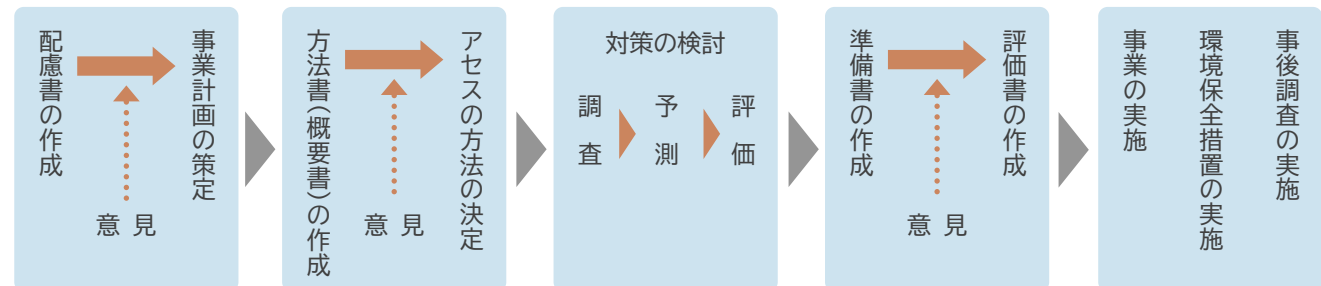 配慮書の作成
事業計画の策定
意見
方法書(概要書)の作成
アセスの方法の決定
意見
対策の検討
調査
予測
評価
準備書の作成
評価書の作成
意見
事業の実施
環境保全措置の実施
事後調査の実施